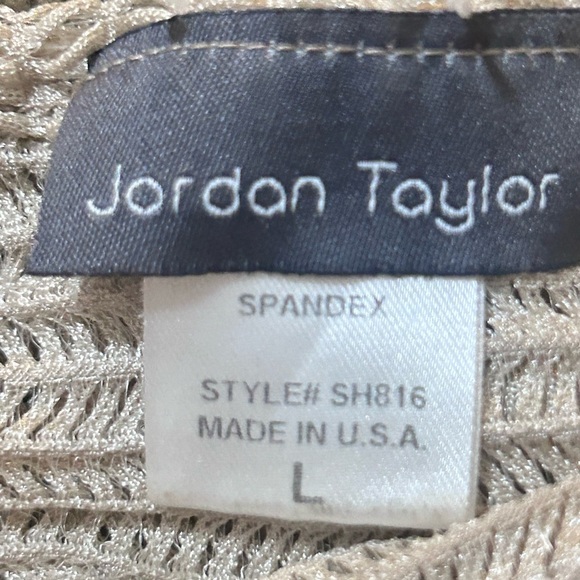 Jordan Taylor
SPANDEX
STYLE# SH816
MADE IN U.S.A.
L